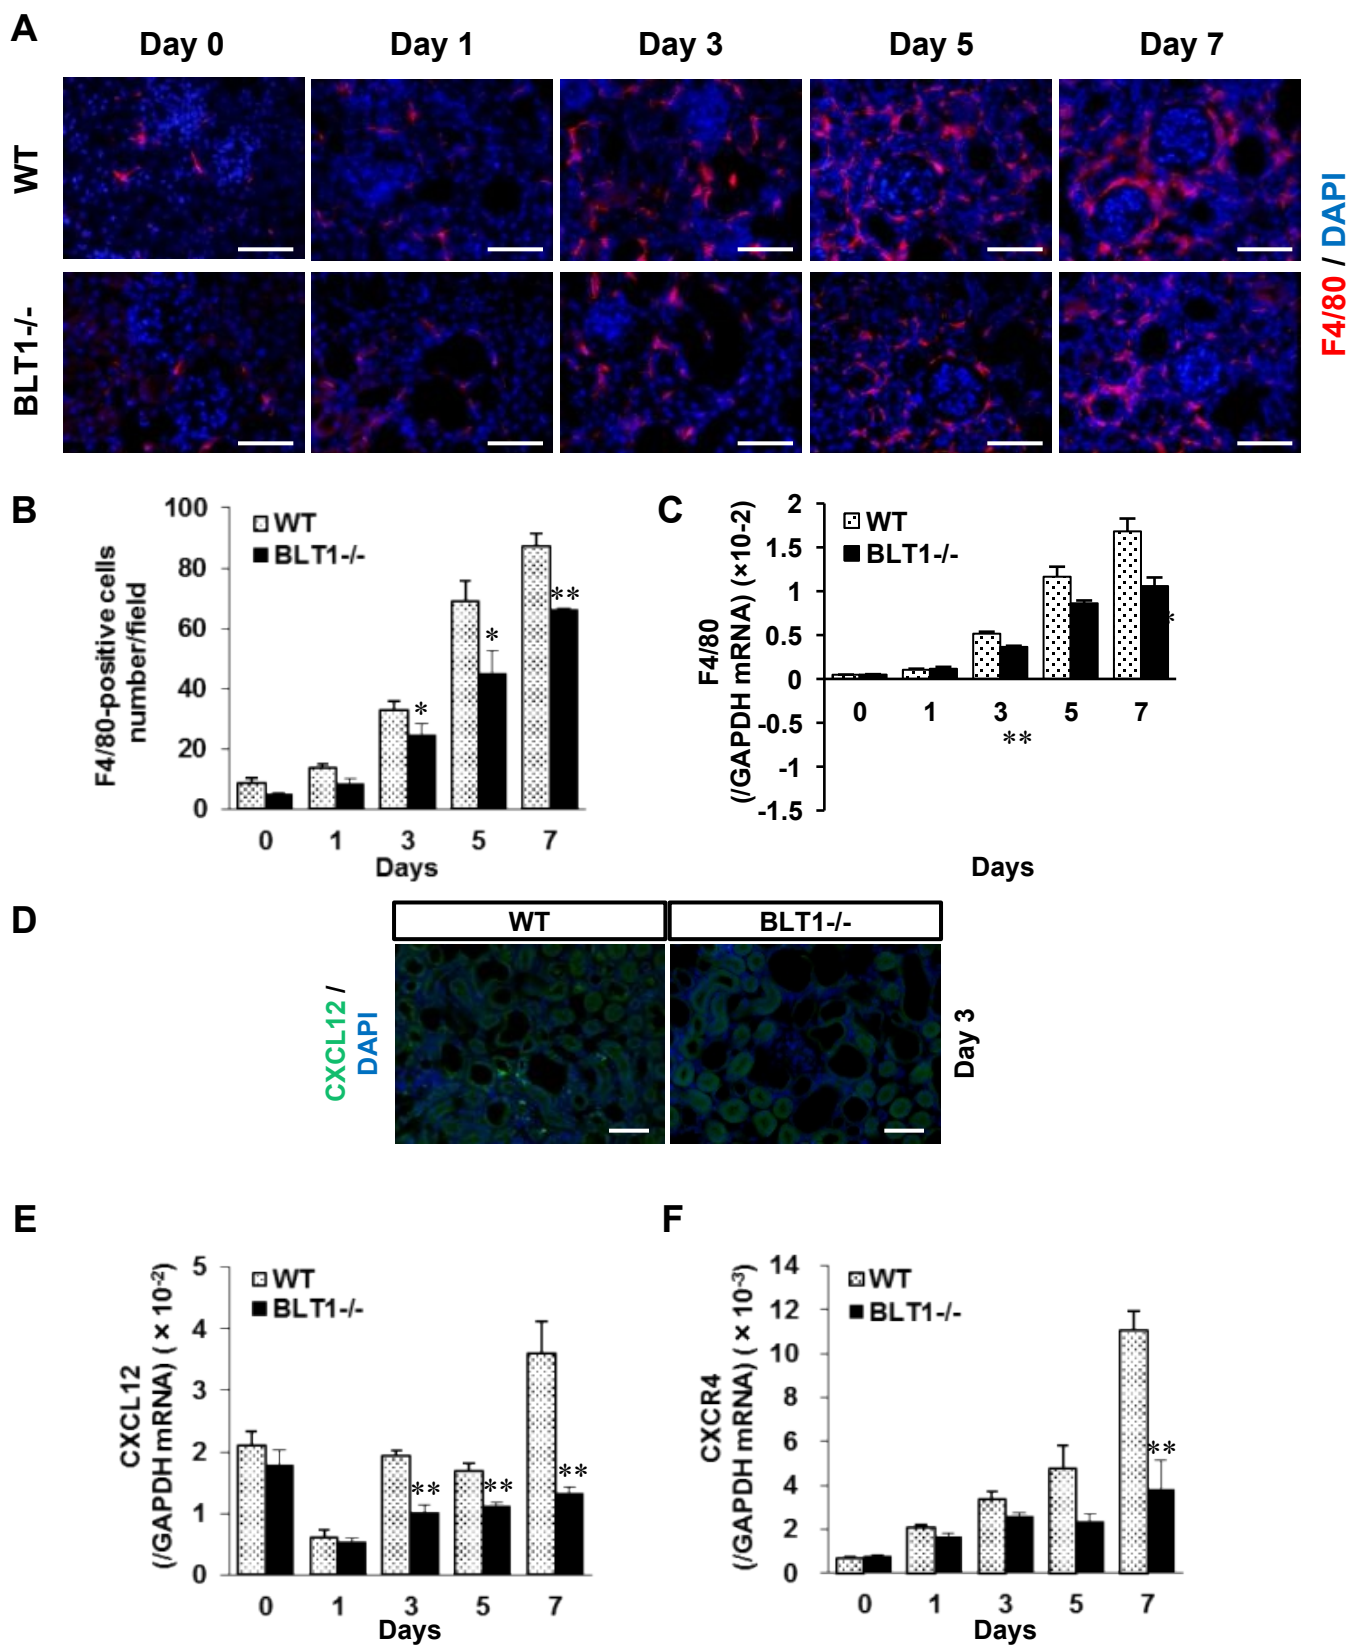 A
Day 0
Day 1
Day 3
Day 5
Day 7
WT
BLT1-/-
F4/80 / DAPI
B
F4/80-positive cells
number/field
100
80
60
40
20
0
WT
BLT1-/-
*
*
**
0
1
3
5
7
Days
C
F4/80
(/GAPDH mRNA) (×10-2)
2
1.5
1
0.5
0
-0.5
-1
-1.5
WT
BLT1-/-
*
0
1
3
5
7
**
Days
D
WT
BLT1-/-
CXCL12 /
DAPI
Day 3
E
CXCL12
(/GAPDH mRNA) ( × 10-2)
5
4
3
2
1
0
WT
BLT1-/-
**
**
**
0
1
3
5
7
Days
F
CXCR4
(/GAPDH mRNA) ( × 10-3)
14
12
10
8
6
4
2
0
WT
BLT1-/-
**
0
1
3
5
7
Days